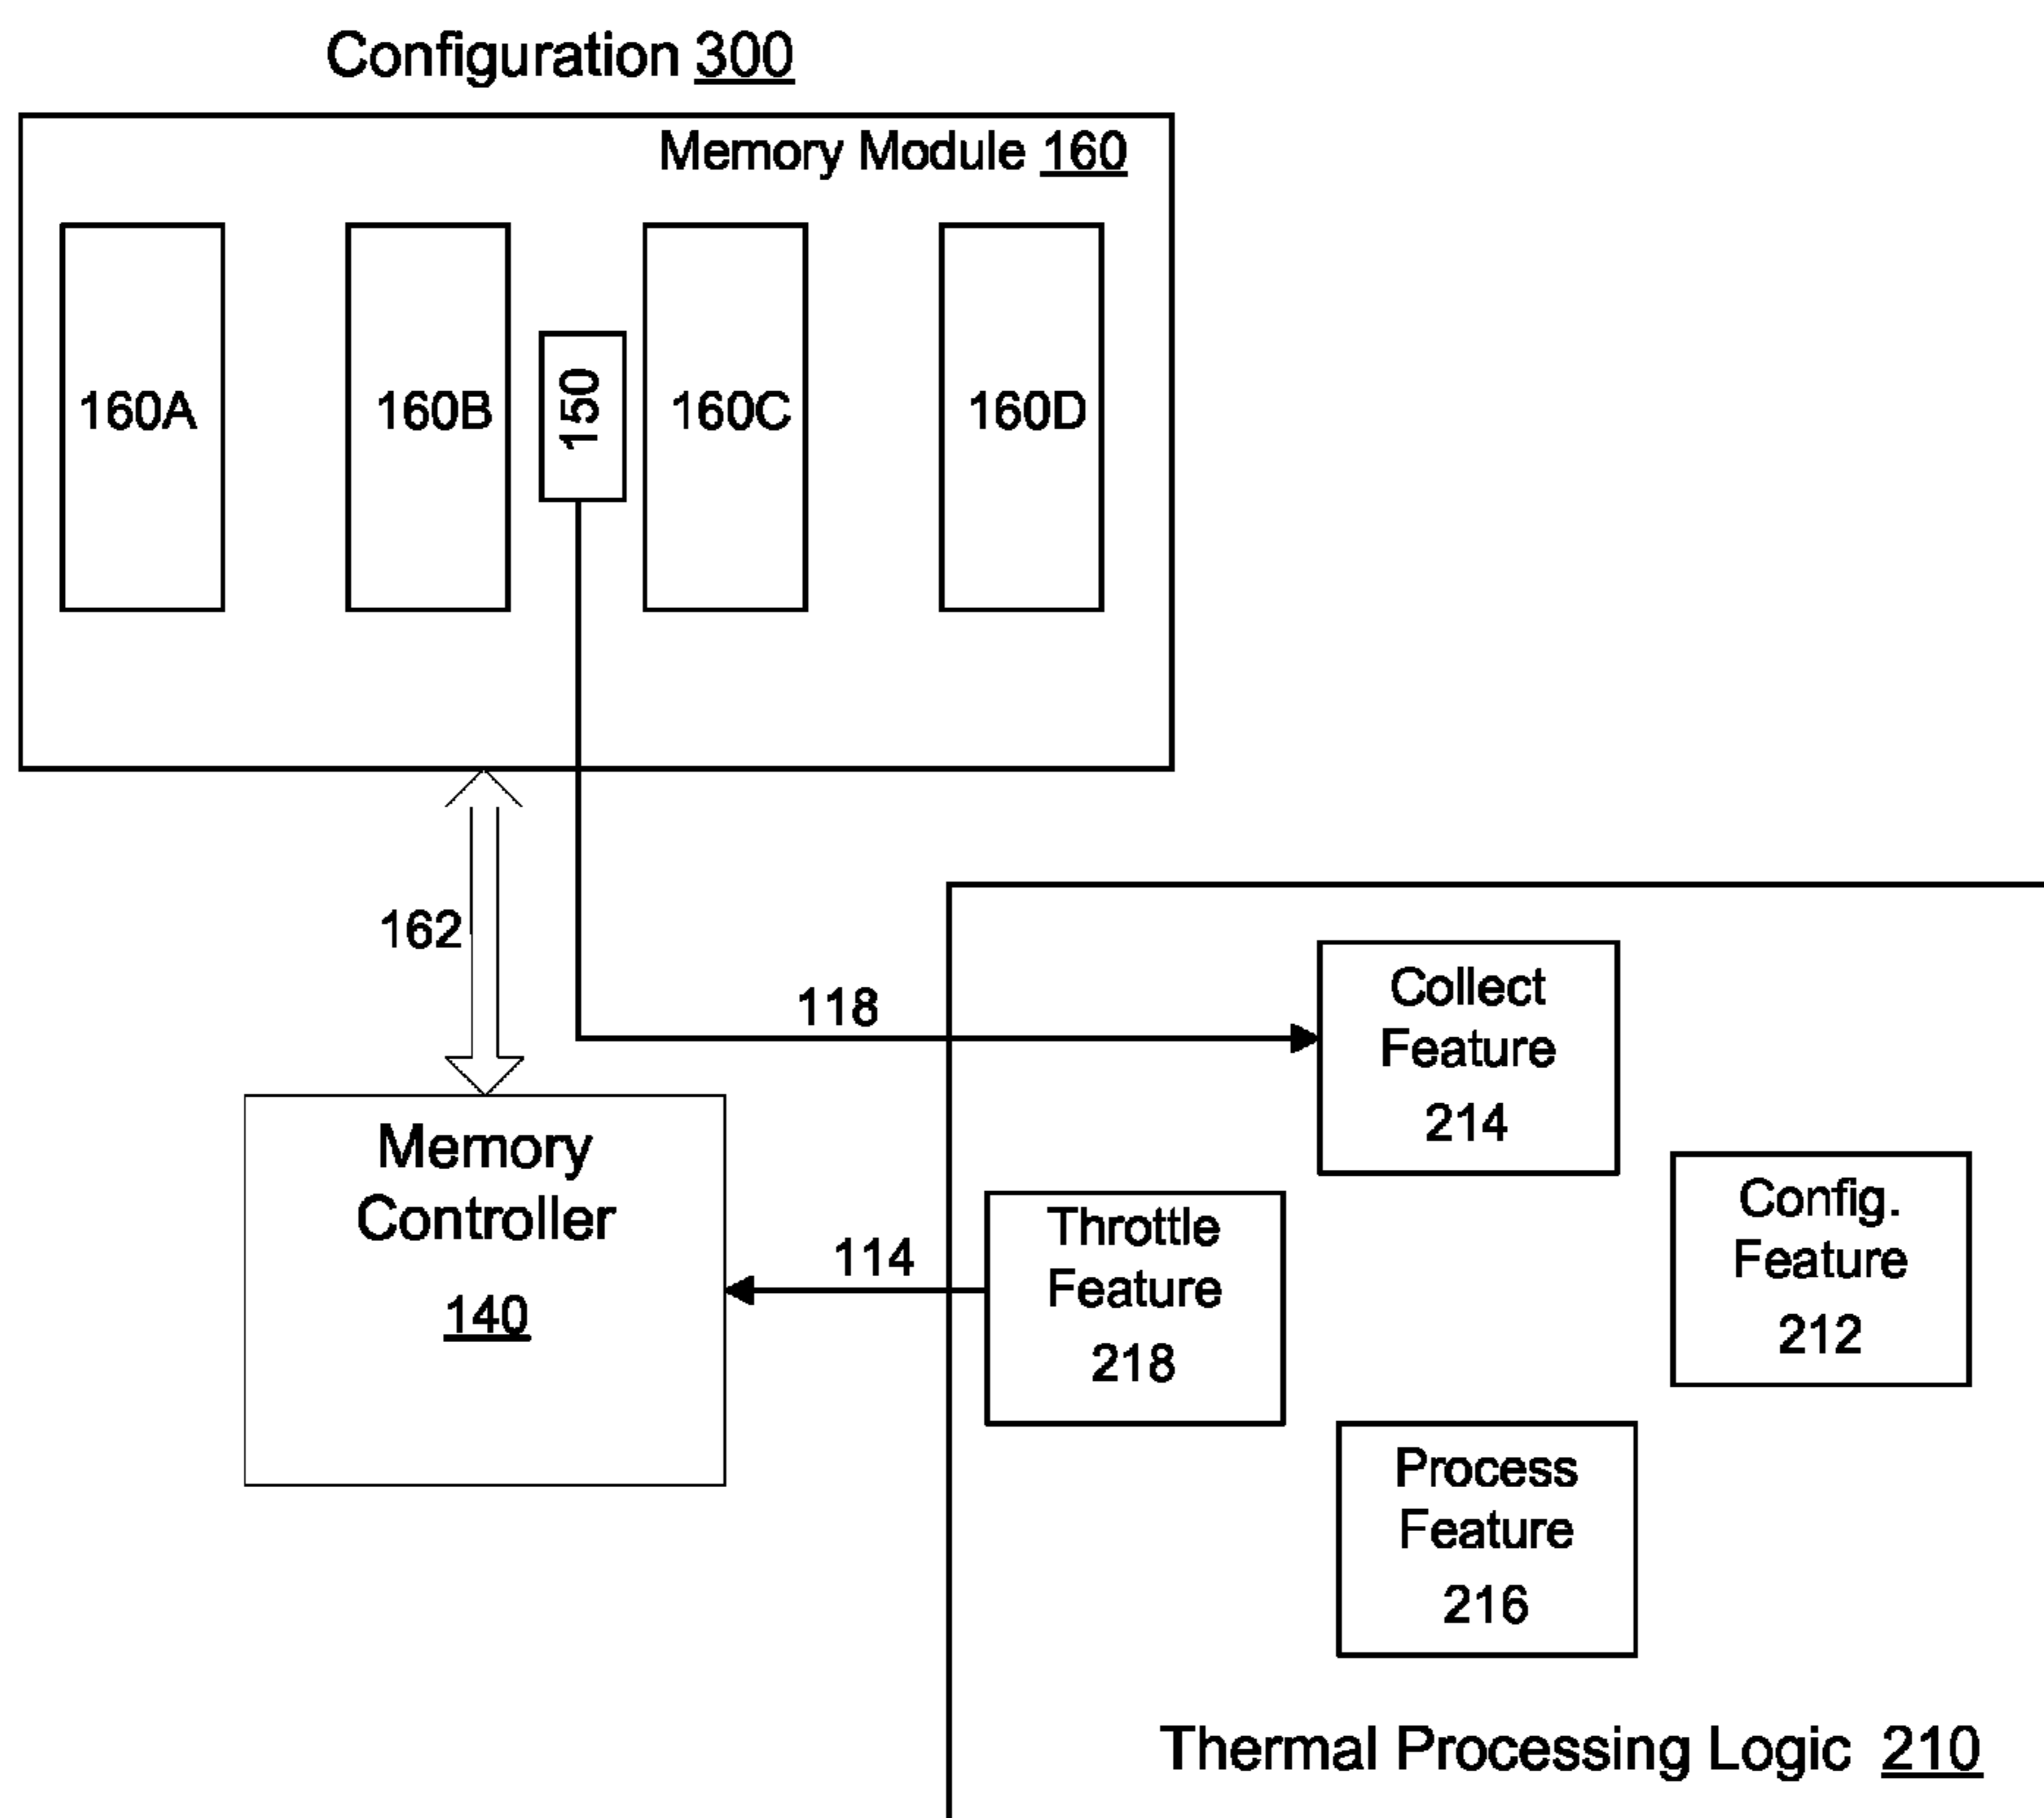 Configuration 300
Memory Module 160
160A
160B
150
160C
160D
162
118
Collect
Feature
214
Memory
Controller
140
114
Throttle
Feature
218
Config.
Feature
212
Process
Feature
216
Thermal Processing Logic 210